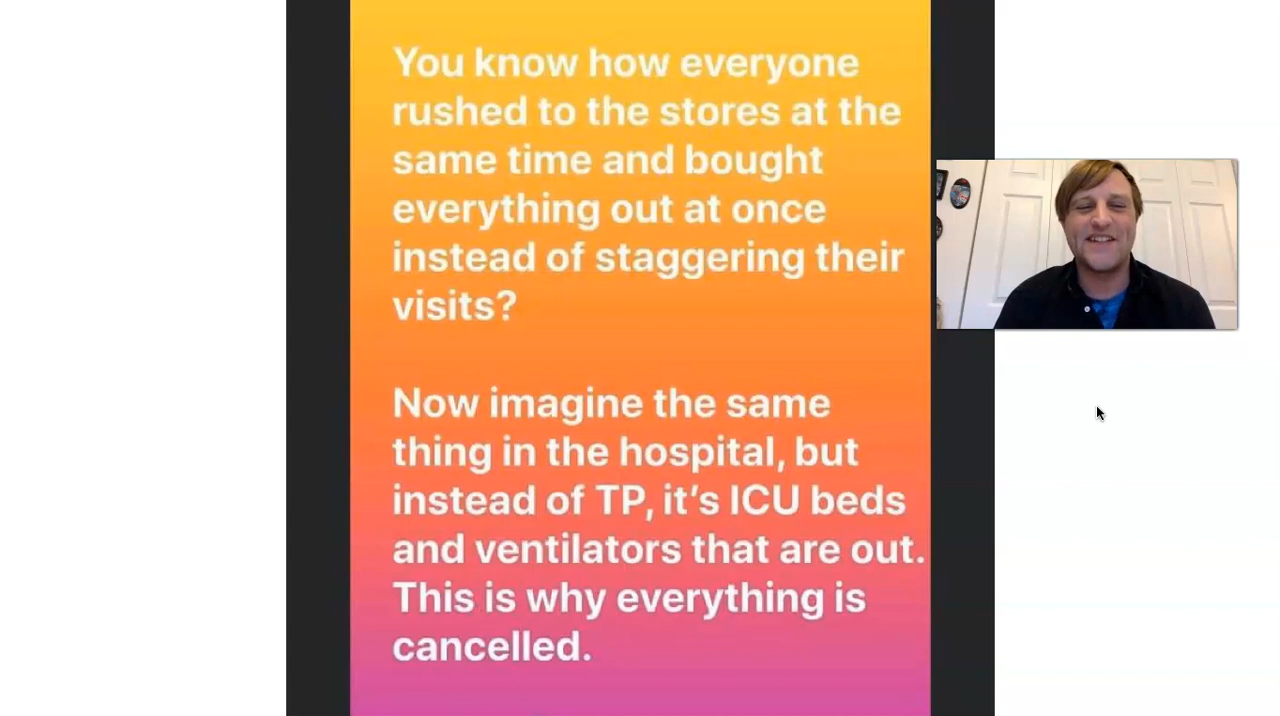 You know how everyone
rushed to the stores at the
same time and bought
everything out at once
instead of staggering their
visits?
Now imagine the same
thing in the hospital, but
instead of TP, it’s ICU beds
and ventilators that are out.
This is why everything is
cancelled.